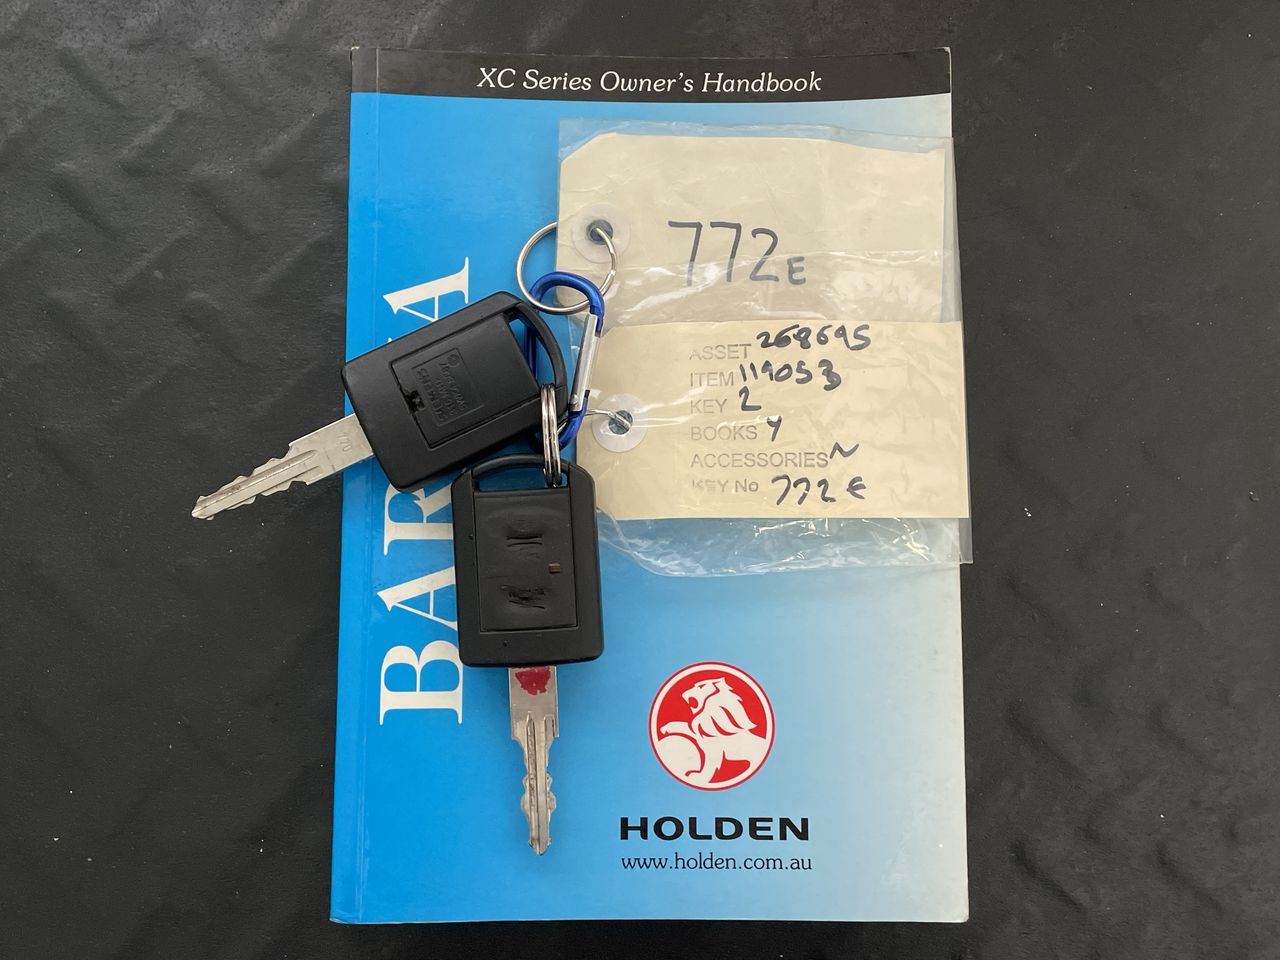 XC Series Owner's Handbook
772E
ASSET 268695
ITEM 119053
KEY 2
BOOKS Y
ACCESSORIES N
KEY No 772E
HOLDEN
www.holden.com.au